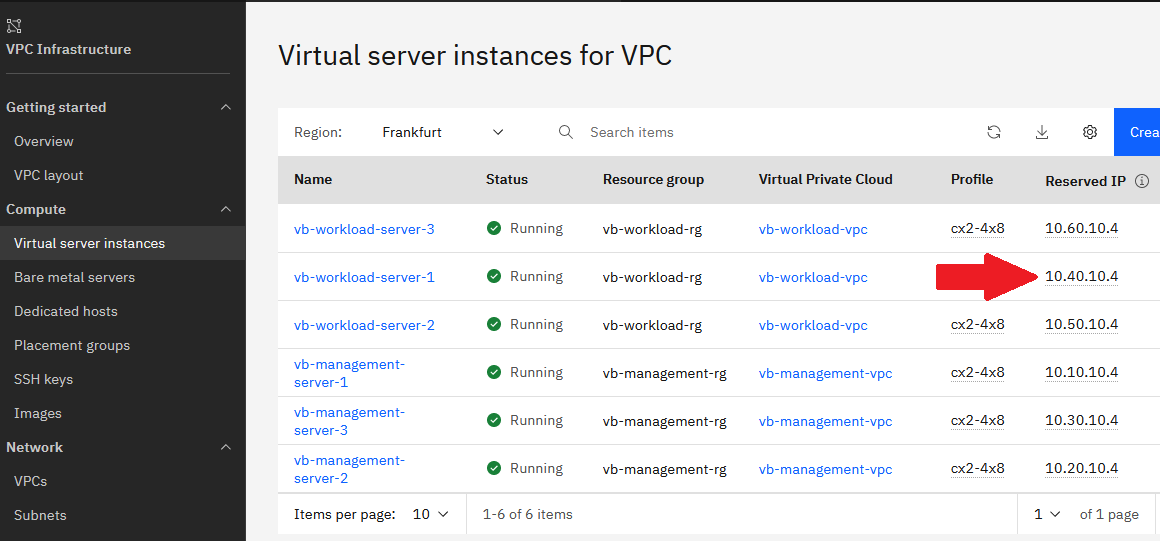 VPC Infrastructure
Getting started
Overview
VPC layout
Compute
Virtual server instances
Bare metal servers
Dedicated hosts
Placement groups
SSH keys
Images
Network
VPCs
Subnets
Virtual server instances for VPC
Region: Frankfurt Search items Crea
Name Status Resource group Virtual Private Cloud Profile Reserved IP
vb-workload-server-3 Running vb-workload-rg vb-workload-vpc cx2-4x8 10.60.10.4
vb-workload-server-1 Running vb-workload-rg vb-workload-vpc 10.40.10.4
vb-workload-server-2 Running vb-workload-rg vb-workload-vpc cx2-4x8 10.50.10.4
vb-management-
server-1 Running vb-management-rg vb-management-vpc cx2-4x8 10.10.10.4
vb-management-
server-3 Running vb-management-rg vb-management-vpc cx2-4x8 10.30.10.4
vb-management-
server-2 Running vb-management-rg vb-management-vpc cx2-4x8 10.20.10.4
Items per page: 10 1-6 of 6 items 1 of 1 page